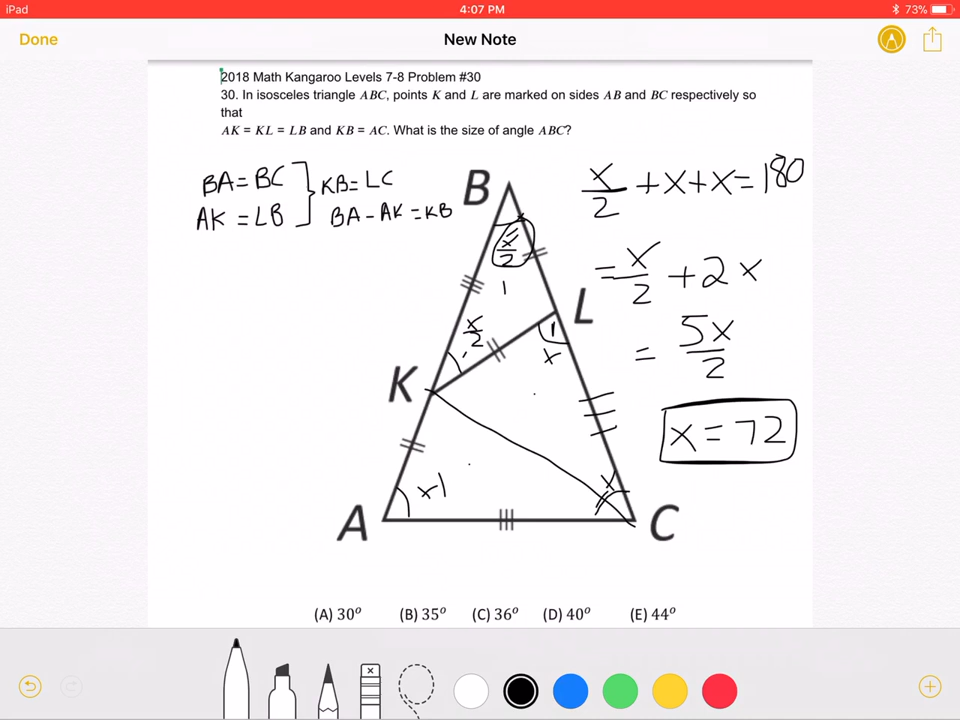 iPad
4:07 PM
73%
Done
New Note
2018 Math Kangaroo Levels 7-8 Problem #30
30. In isosceles triangle ABC, points K and L are marked on sides AB and BC respectively so
that
AK = KL = LB and KB = AC. What is the size of angle ABC?
BA = BC
AK = LB
KB = LC
BA - AK = KB
B
x/2
1
x/2
L
1
x
K
x1
x
A
C
x/2 + x + x = 180
= x/2 + 2x
= 5x/2
x = 72
(A) 30° (B) 35° (C) 36° (D) 40° (E) 44°